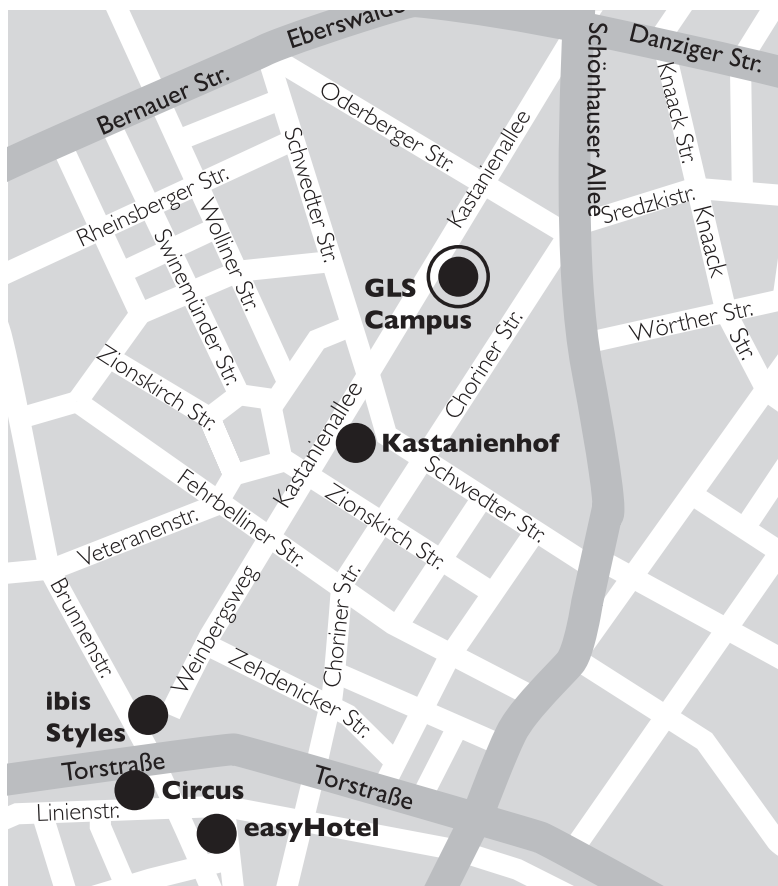 Eberswalde
Bernauer Str.
Schönhauser Allee
Danziger Str.
Oderberger Str.
Kastanienallee
Knaack Str.
Schwedter Str.
Rheinsberger Str.
Sredzkistr.
Wolliner Str.
Knaack
Str.
Swinemünder Str.
GLS
Campus
Wörther Str.
Choriner Str.
Zionskirch Str.
Kastanienallee
Kastanienhof
Schwedter Str.
Fehrbelliner Str.
Zionskirch Str.
Veteranenstr.
Brunnenstr.
Weinbergsweg
Choriner Str.
Zehdenicker Str.
ibis
Styles
Torstraße
Torstraße
Circus
Linienstr.
easyHotel